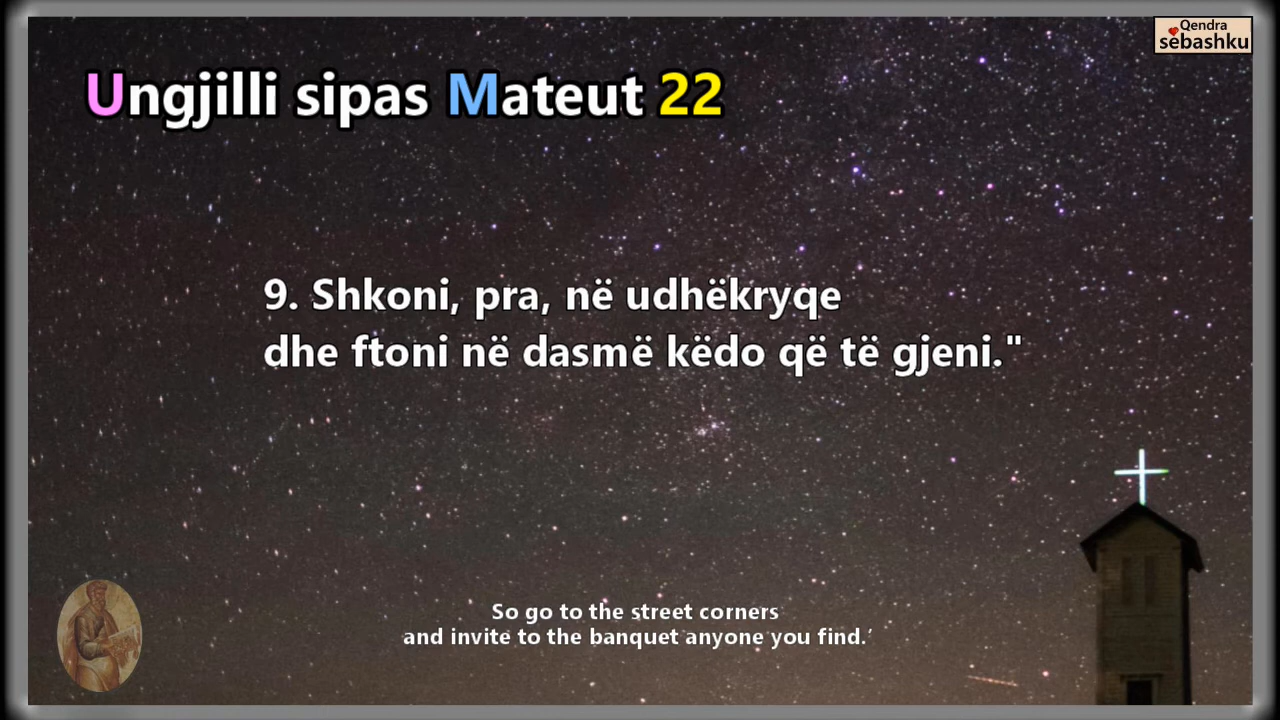 Qendra
sebashku
Ungjilli sipas Mateut 22
9. Shkoni, pra, në udhëkryqe
dhe ftoni në dasmë këdo që të gjeni."
So go to the street corners
and invite to the banquet anyone you find.’